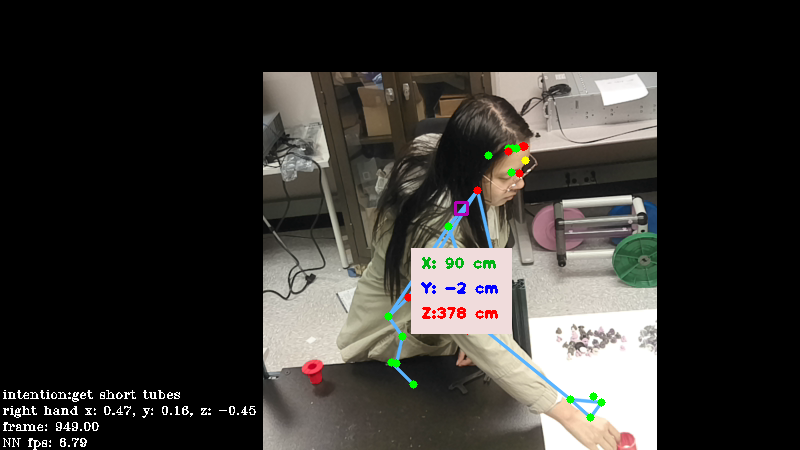 X: 90 cm
Y: -2 cm
Z:378 cm
intention:get short tubes
right hand x: 0.47, y: 0.16, z: -0.45
frame: 949.00
NN fps: 6.79